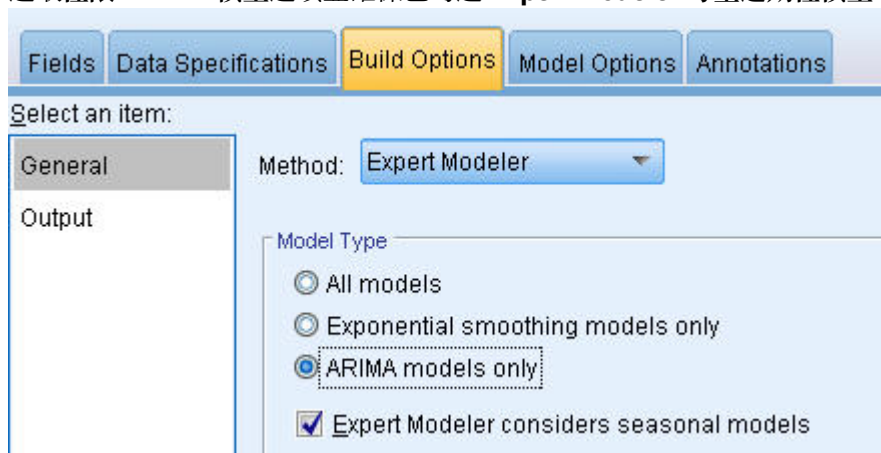 Fields Data Specifications Build Options Model Options Annotations
Select an item:
General
Method: Expert Modeler
Output
Model Type
All models
Exponential smoothing models only
ARIMA models only
Expert Modeler considers seasonal models